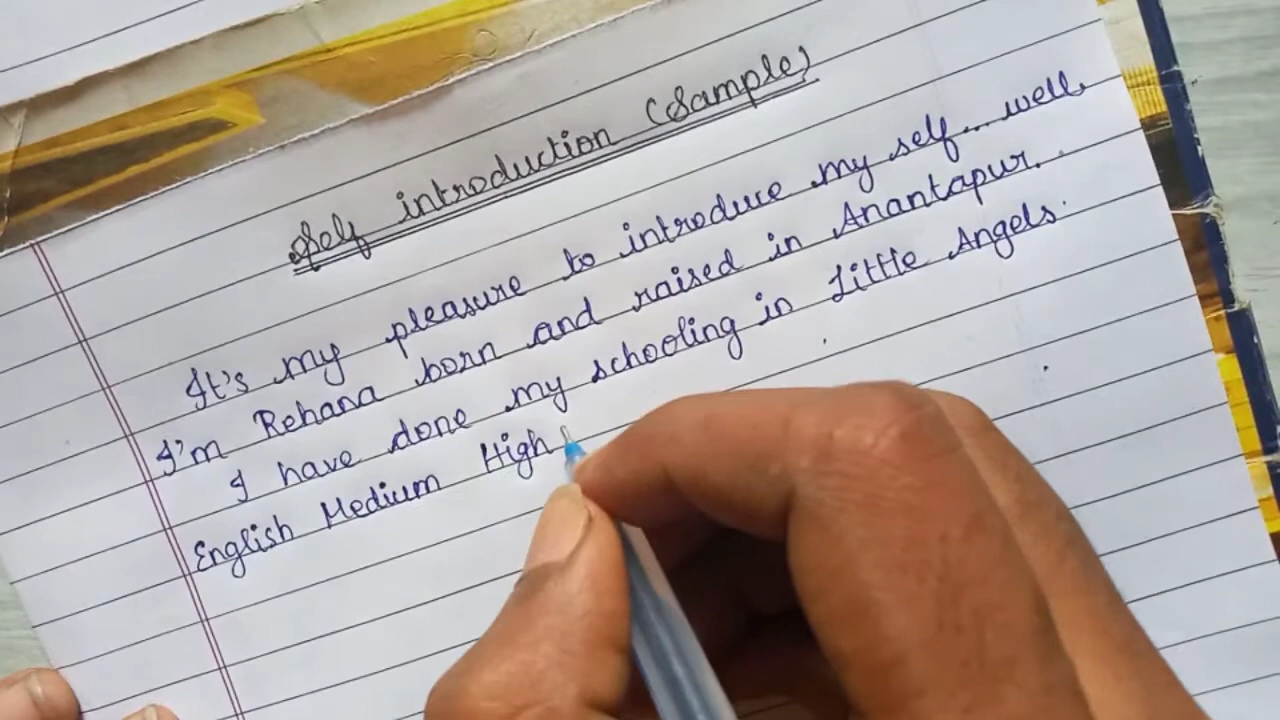 Self introduction (Sample)
It's my pleasure to introduce my self... well.
I'm Rehana born and raised in Anantapur.
I have done my schooling in Little Angels.
English Medium High